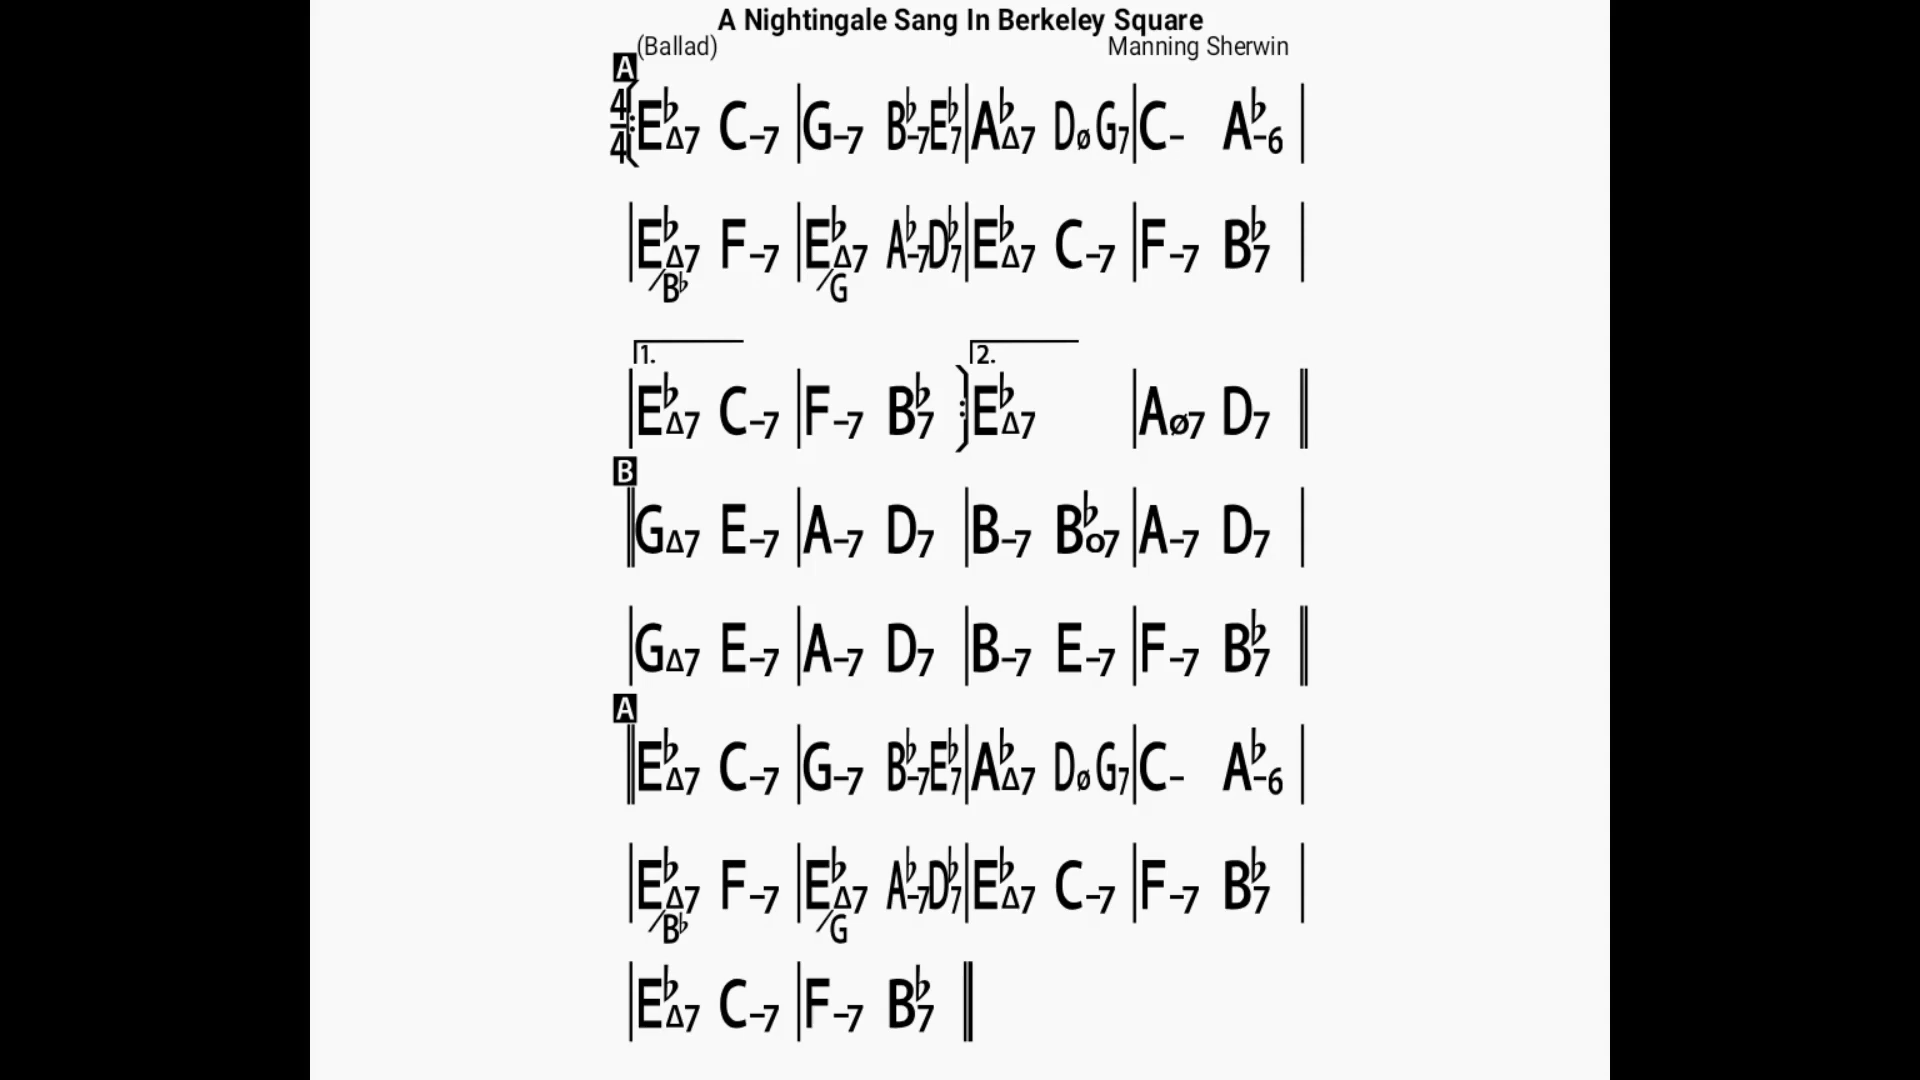 A Nightingale Sang In Berkeley Square
(Ballad) Manning Sherwin
A
4/4 E♭Δ7 C-7 | G-7 B♭-7 E♭7 | A♭Δ7 Dø G7 | C- A♭-6 |
| E♭Δ7/B♭ F-7 | E♭Δ7/G A♭-7 D♭7 | E♭Δ7 C-7 | F-7 B♭7 |
1. 2.
| E♭Δ7 C-7 | F-7 B♭7 :| E♭Δ7 | Aø7 D7 ||
B
|| GΔ7 E-7 | A-7 D7 | B-7 B♭o7 | A-7 D7 |
| GΔ7 E-7 | A-7 D7 | B-7 E-7 | F-7 B♭7 ||
A
|| E♭Δ7 C-7 | G-7 B♭-7 E♭7 | A♭Δ7 Dø G7 | C- A♭-6 |
| E♭Δ7/B♭ F-7 | E♭Δ7/G A♭-7 D♭7 | E♭Δ7 C-7 | F-7 B♭7 |
| E♭Δ7 C-7 | F-7 B♭7 ||